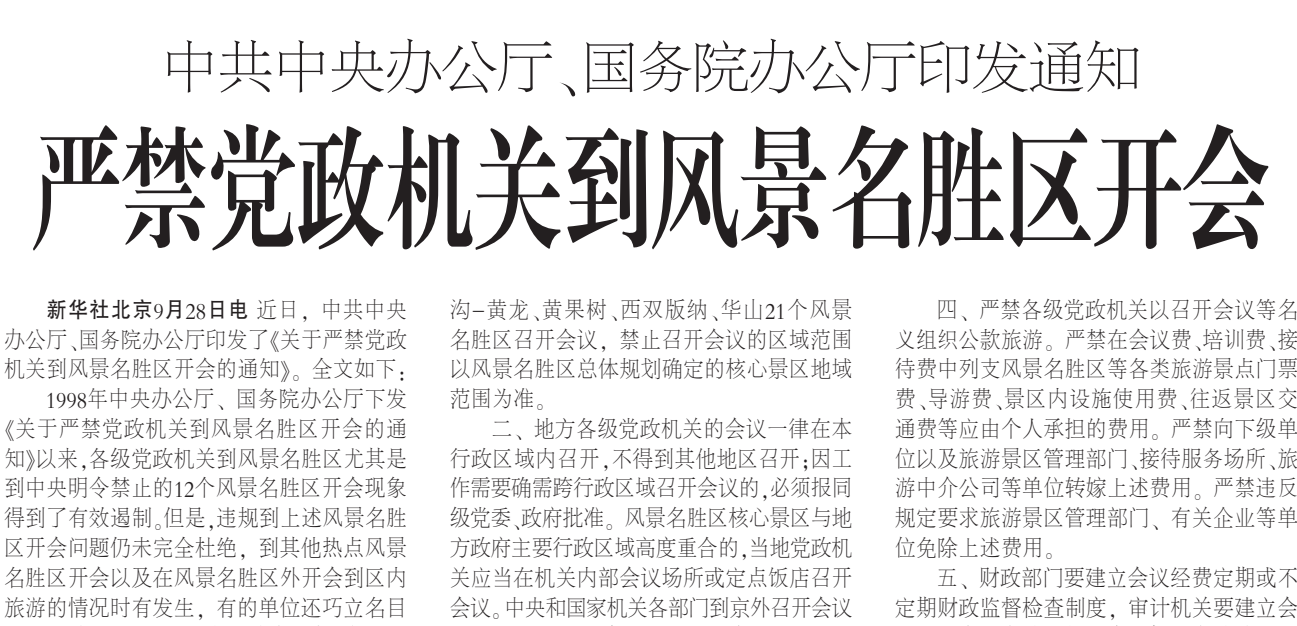 中共中央办公厅、国务院办公厅印发通知
严禁党政机关到风景名胜区开会
新华社北京9月28日电 近日，中共中央
办公厅、国务院办公厅印发了《关于严禁党政
机关到风景名胜区开会的通知》。全文如下：
1998年中央办公厅、国务院办公厅下发
《关于严禁党政机关到风景名胜区开会的通
知》以来，各级党政机关到风景名胜区尤其是
到中央明令禁止的12个风景名胜区开会现象
得到了有效遏制。但是，违规到上述风景名胜
区开会问题仍未完全杜绝，到其他热点风景
名胜区开会以及在风景名胜区外开会到区内
旅游的情况时有发生，有的单位还巧立名目
沟－黄龙、黄果树、西双版纳、华山21个风景
名胜区召开会议，禁止召开会议的区域范围
以风景名胜区总体规划确定的核心景区地域
范围为准。
二、地方各级党政机关的会议一律在本
行政区域内召开，不得到其他地区召开；因工
作需要确需跨行政区域召开会议的，必须报同
级党委、政府批准。风景名胜区核心景区与地
方政府主要行政区域高度重合的，当地党政机
关应当在机关内部会议场所或定点饭店召开
会议。中央和国家机关各部门到京外召开会议
四、严禁各级党政机关以召开会议等名
义组织公款旅游。严禁在会议费、培训费、接
待费中列支风景名胜区等各类旅游景点门票
费、导游费、景区内设施使用费、往返景区交
通费等应由个人承担的费用。严禁向下级单
位以及旅游景区管理部门、接待服务场所、旅
游中介公司等单位转嫁上述费用。严禁违反
规定要求旅游景区管理部门、有关企业等单
位免除上述费用。
五、财政部门要建立会议经费定期或不
定期财政监督检查制度，审计机关要建立会